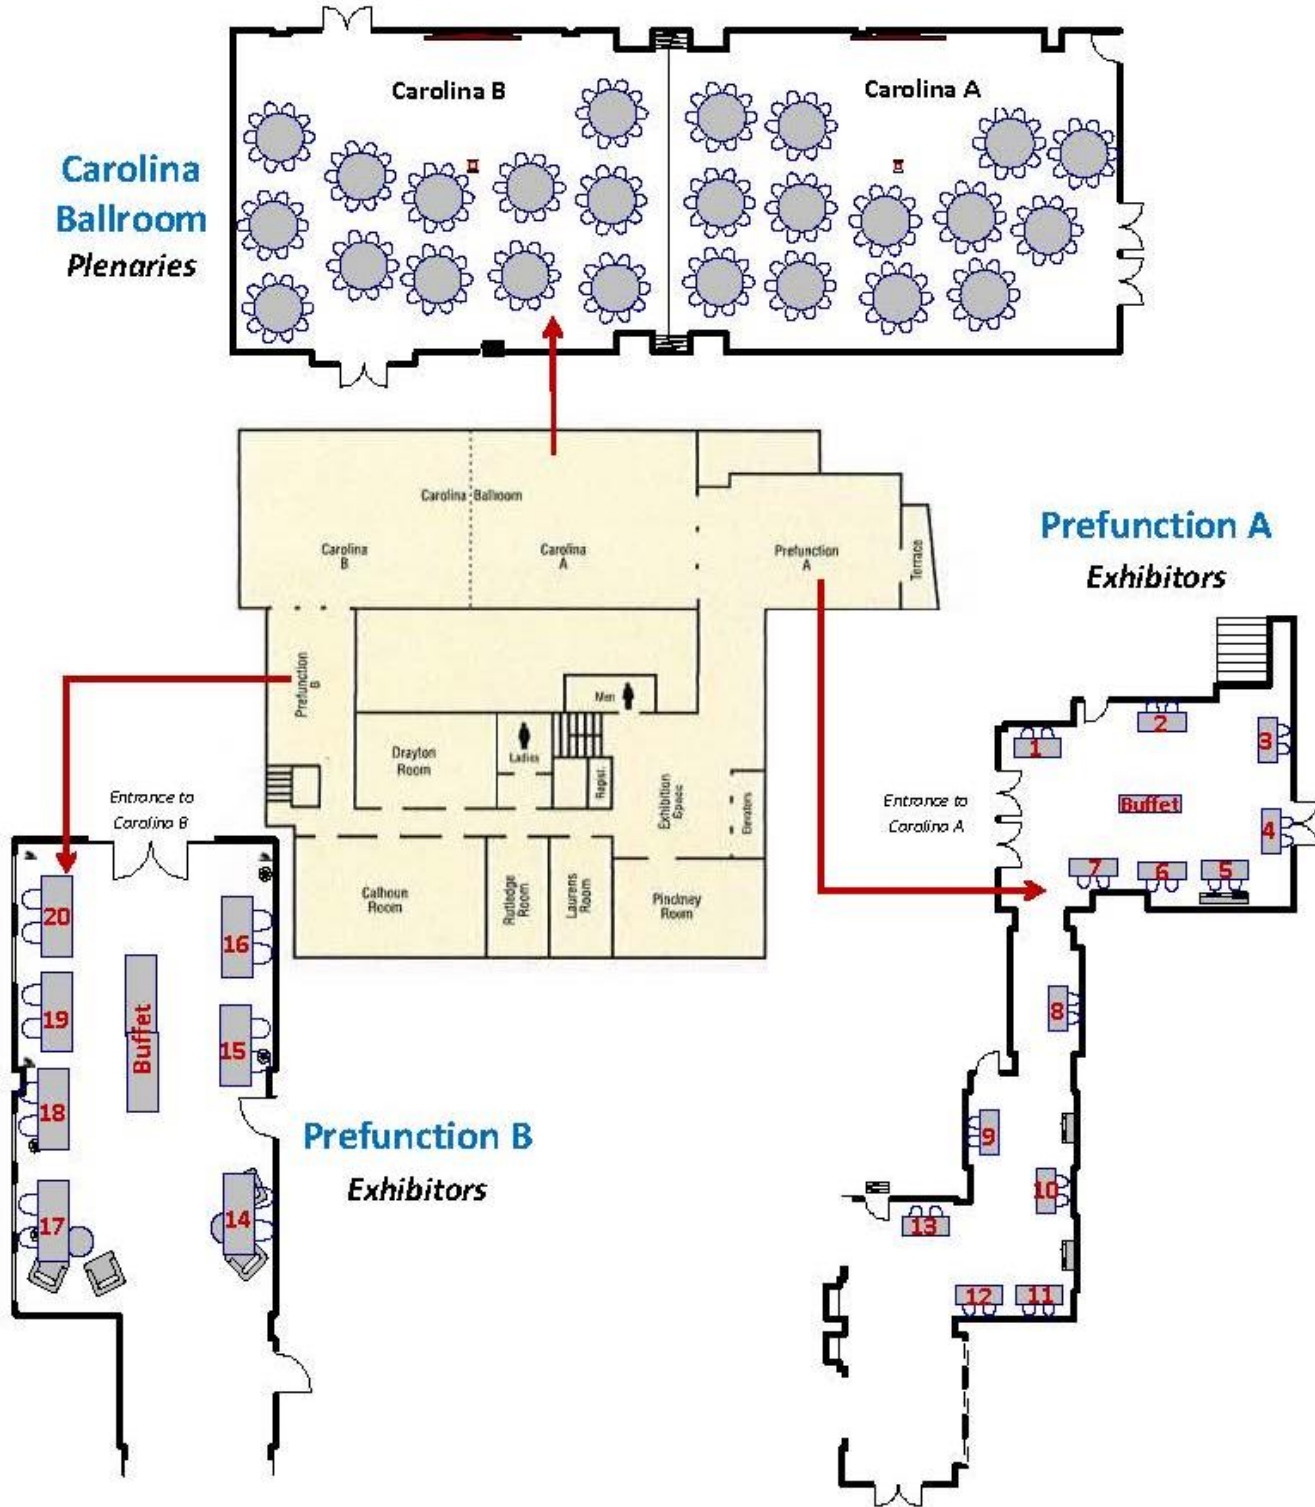 Carolina B
Carolina A
Carolina
Ballroom
Plenaries
Carolina Ballroom
Carolina
B
Carolina
A
Prefunction
A
Terrace
Prefunction
B
Men
Drayton
Room
Ladies
Regist.
Exhibition
Space
Elevators
Calhoun
Room
Rutledge
Room
Laurens
Room
Pinckney
Room
Prefunction A
Exhibitors
1
2
3
Entrance to
Carolina A
Buffet
4
7
6
5
8
9
10
13
12
11
Entrance to
Carolina B
20
16
19
Buffet
15
18
17
14
Prefunction B
Exhibitors